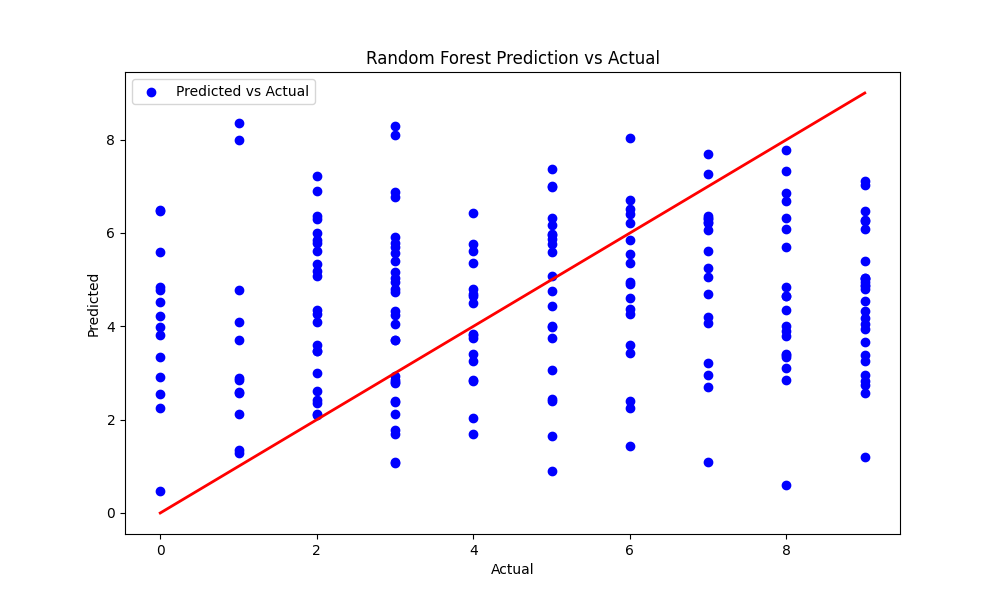 Random Forest Prediction vs Actual
Predicted vs Actual
8
6
4
2
0
Predicted
0 2 4 6 8
Actual